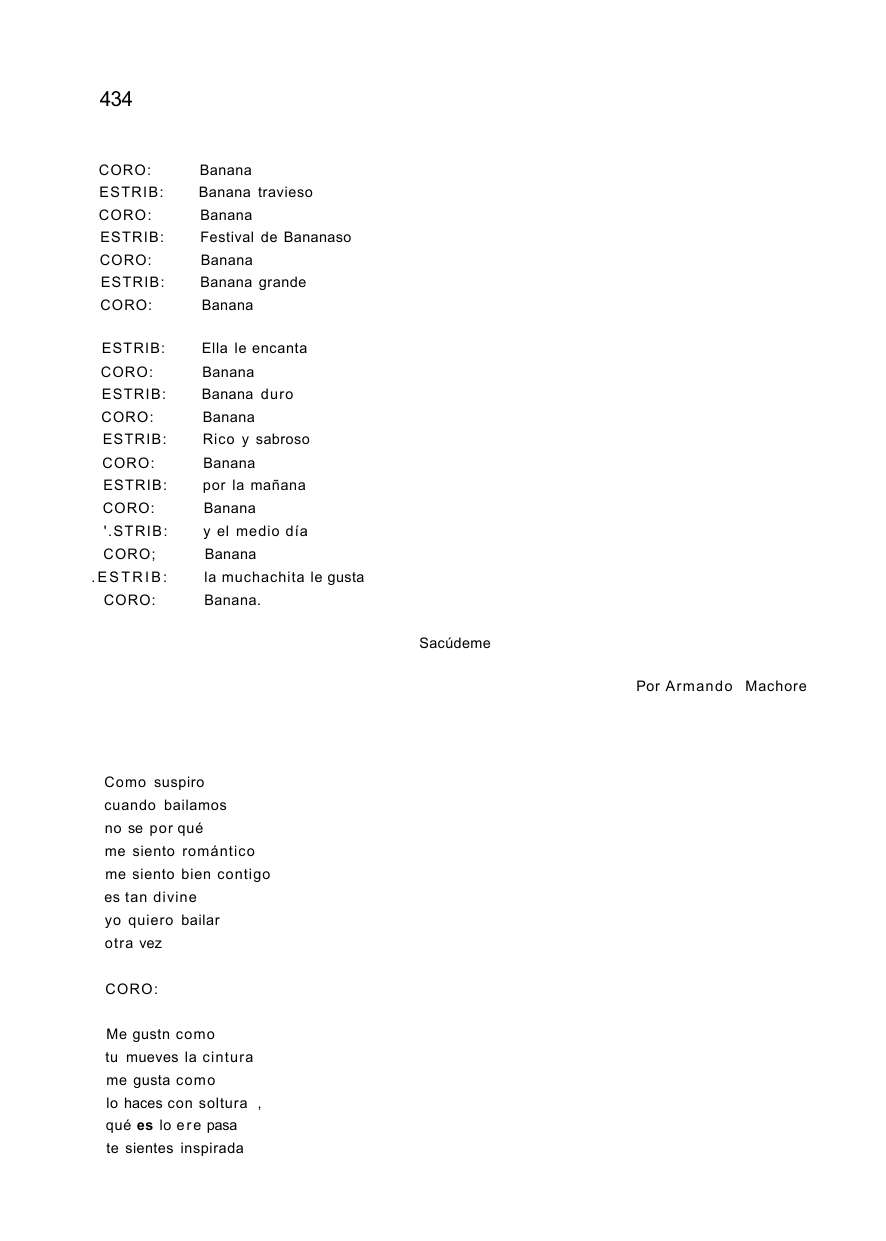 434
CORO: Banana
ESTRIB: Banana travieso
CORO: Banana
ESTRIB: Festival de Bananaso
CORO: Banana
ESTRIB: Banana grande
CORO: Banana
ESTRIB: Ella le encanta
CORO: Banana
ESTRIB: Banana duro
CORO: Banana
ESTRIB: Rico y sabroso
CORO: Banana
ESTRIB: por la mañana
CORO: Banana
'.STRIB: y el medio día
CORO; Banana
.ESTRIB: la muchachita le gusta
CORO: Banana.
Sacúdeme
Por Armando Machore
Como suspiro
cuando bailamos
no se por qué
me siento romántico
me siento bien contigo
es tan divine
yo quiero bailar
otra vez
CORO:
Me gustn como
tu mueves la cintura
me gusta como
lo haces con soltura ,
qué es lo ere pasa
te sientes inspirada